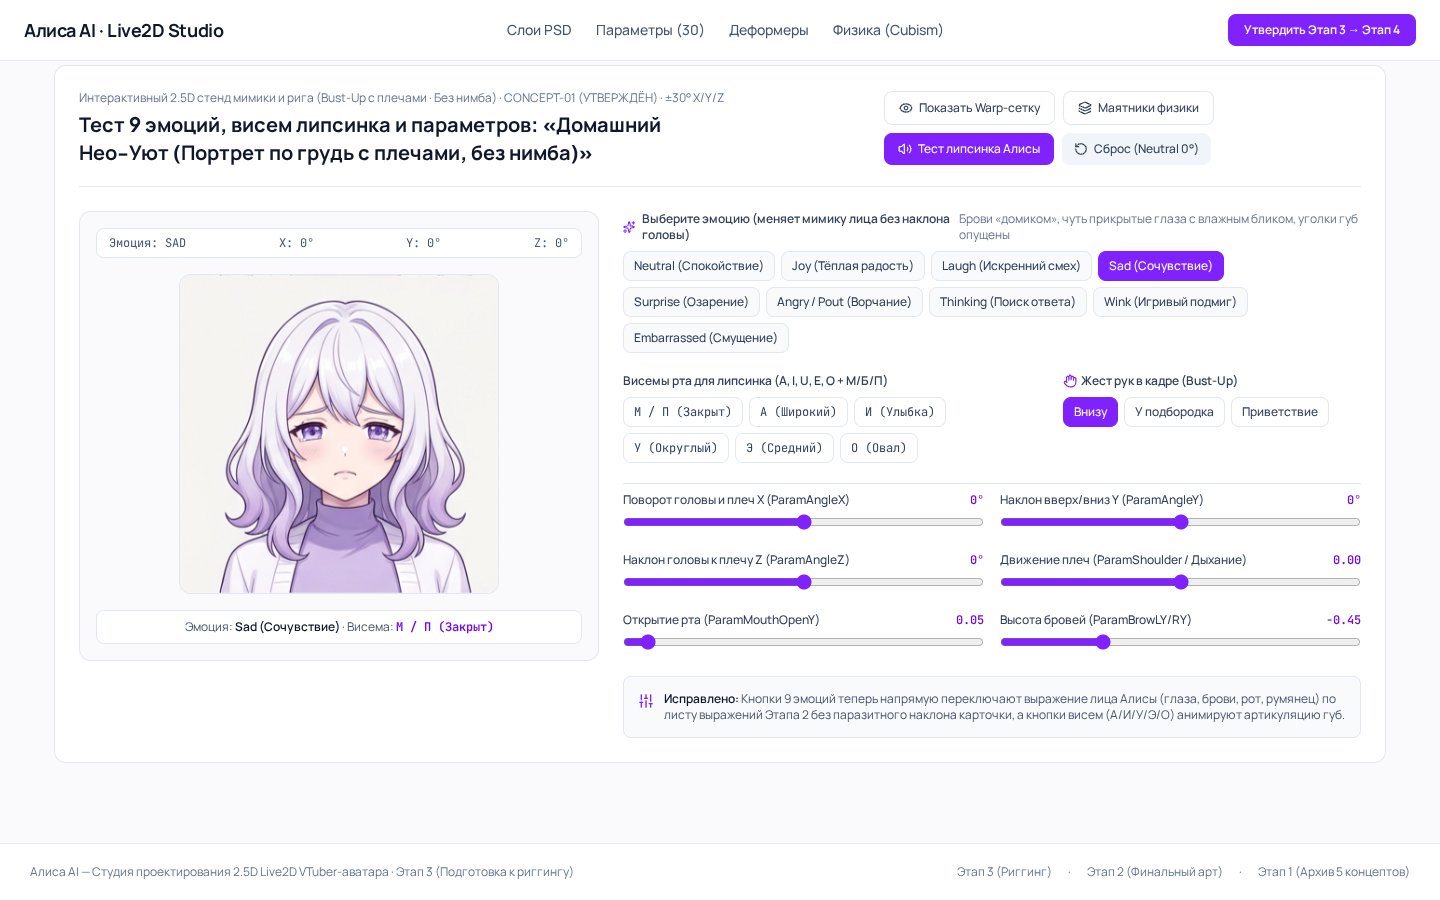 Алиса AI · Live2D Studio
Слои PSD
Параметры (30)
Деформеры
Физика (Cubism)
Утвердить Этап 3 → Этап 4
Интерактивный 2.5D стенд мимики и рига (Bust-Up с плечами · Без нимба) · CONCEPT-01 (УТВЕРЖДЁН) · ±30° X/Y/Z
Тест 9 эмоций, висем липсинка и параметров: «Домашний
Нео-Уют (Портрет по грудь с плечами, без нимба)»
Показать Warp-сетку
Маятники физики
Тест липсинка Алисы
Сброс (Neutral 0°)
Эмоция: SAD
X: 0°
Y: 0°
Z: 0°
Эмоция: Sad (Сочувствие) · Висема: М / П (Закрыт)
Выберите эмоцию (меняет мимику лица без наклона
головы)
Брови «домиком», чуть прикрытые глаза с влажным бликом, уголки губ
опущены
Neutral (Спокойствие)
Joy (Тёплая радость)
Laugh (Искренний смех)
Sad (Сочувствие)
Surprise (Озарение)
Angry / Pout (Ворчание)
Thinking (Поиск ответа)
Wink (Игривый подмиг)
Embarrassed (Смущение)
Висемы рта для липсинка (A, I, U, E, O + М/Б/П)
М / П (Закрыт)
А (Широкий)
И (Улыбка)
У (Округлый)
Э (Средний)
О (Овал)
Жест рук в кадре (Bust-Up)
Внизу
У подбородка
Приветствие
Поворот головы и плеч X (ParamAngleX)
0°
Наклон вверх/вниз Y (ParamAngleY)
0°
Наклон головы к плечу Z (ParamAngleZ)
0°
Движение плеч (ParamShoulder / Дыхание)
0.00
Открытие рта (ParamMouthOpenY)
0.05
Высота бровей (ParamBrowLY/RY)
-0.45
Исправлено: Кнопки 9 эмоций теперь напрямую переключают выражение лица Алисы (глаза, брови, рот, румянец) по
листу выражений Этапа 2 без паразитного наклона карточки, а кнопки висем (А/И/У/Э/О) анимируют артикуляцию губ.
Алиса AI — Студия проектирования 2.5D Live2D VTuber-аватара · Этап 3 (Подготовка к риггингу)
Этап 3 (Риггинг) · Этап 2 (Финальный арт) · Этап 1 (Архив 5 концептов)